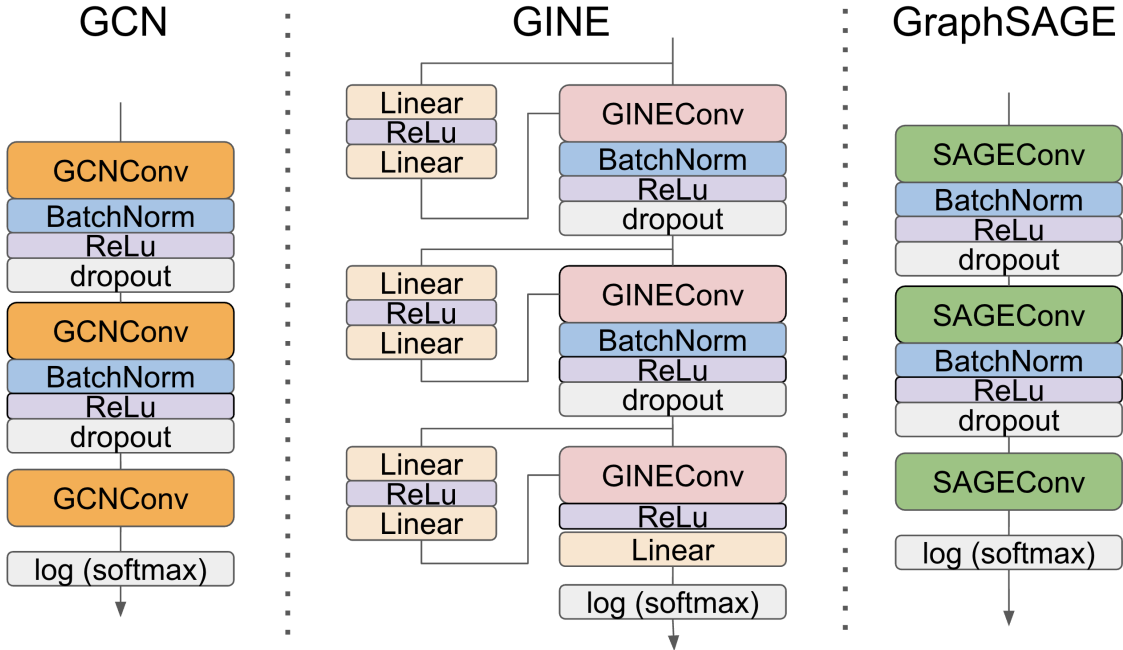 GCN
GCNConv
BatchNorm
ReLu
dropout
GCNConv
BatchNorm
ReLu
dropout
GCNConv
log (softmax)
GINE
Linear
ReLu
Linear
GINEConv
BatchNorm
ReLu
dropout
Linear
ReLu
Linear
GINEConv
BatchNorm
ReLu
dropout
Linear
ReLu
Linear
GINEConv
ReLu
Linear
log (softmax)
GraphSAGE
SAGEConv
BatchNorm
ReLu
dropout
SAGEConv
BatchNorm
ReLu
dropout
SAGEConv
log (softmax)